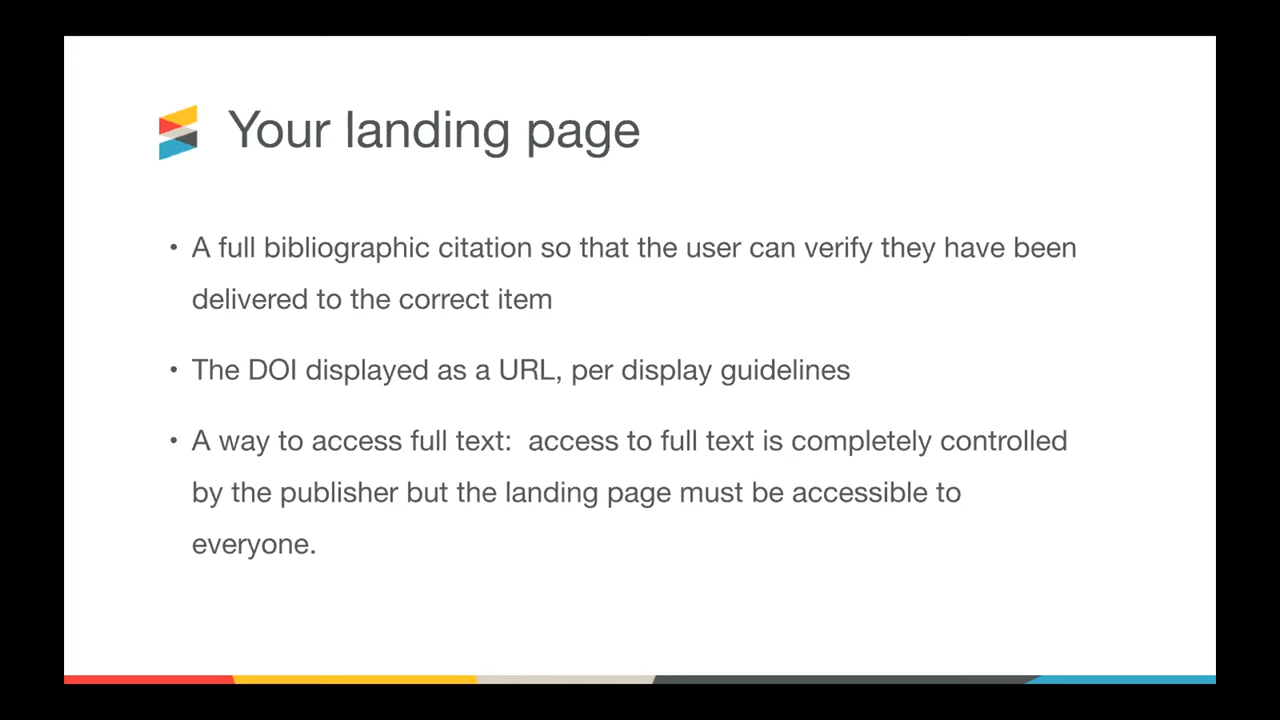 Your landing page
• A full bibliographic citation so that the user can verify they have been
delivered to the correct item
• The DOI displayed as a URL, per display guidelines
• A way to access full text:  access to full text is completely controlled
by the publisher but the landing page must be accessible to
everyone.